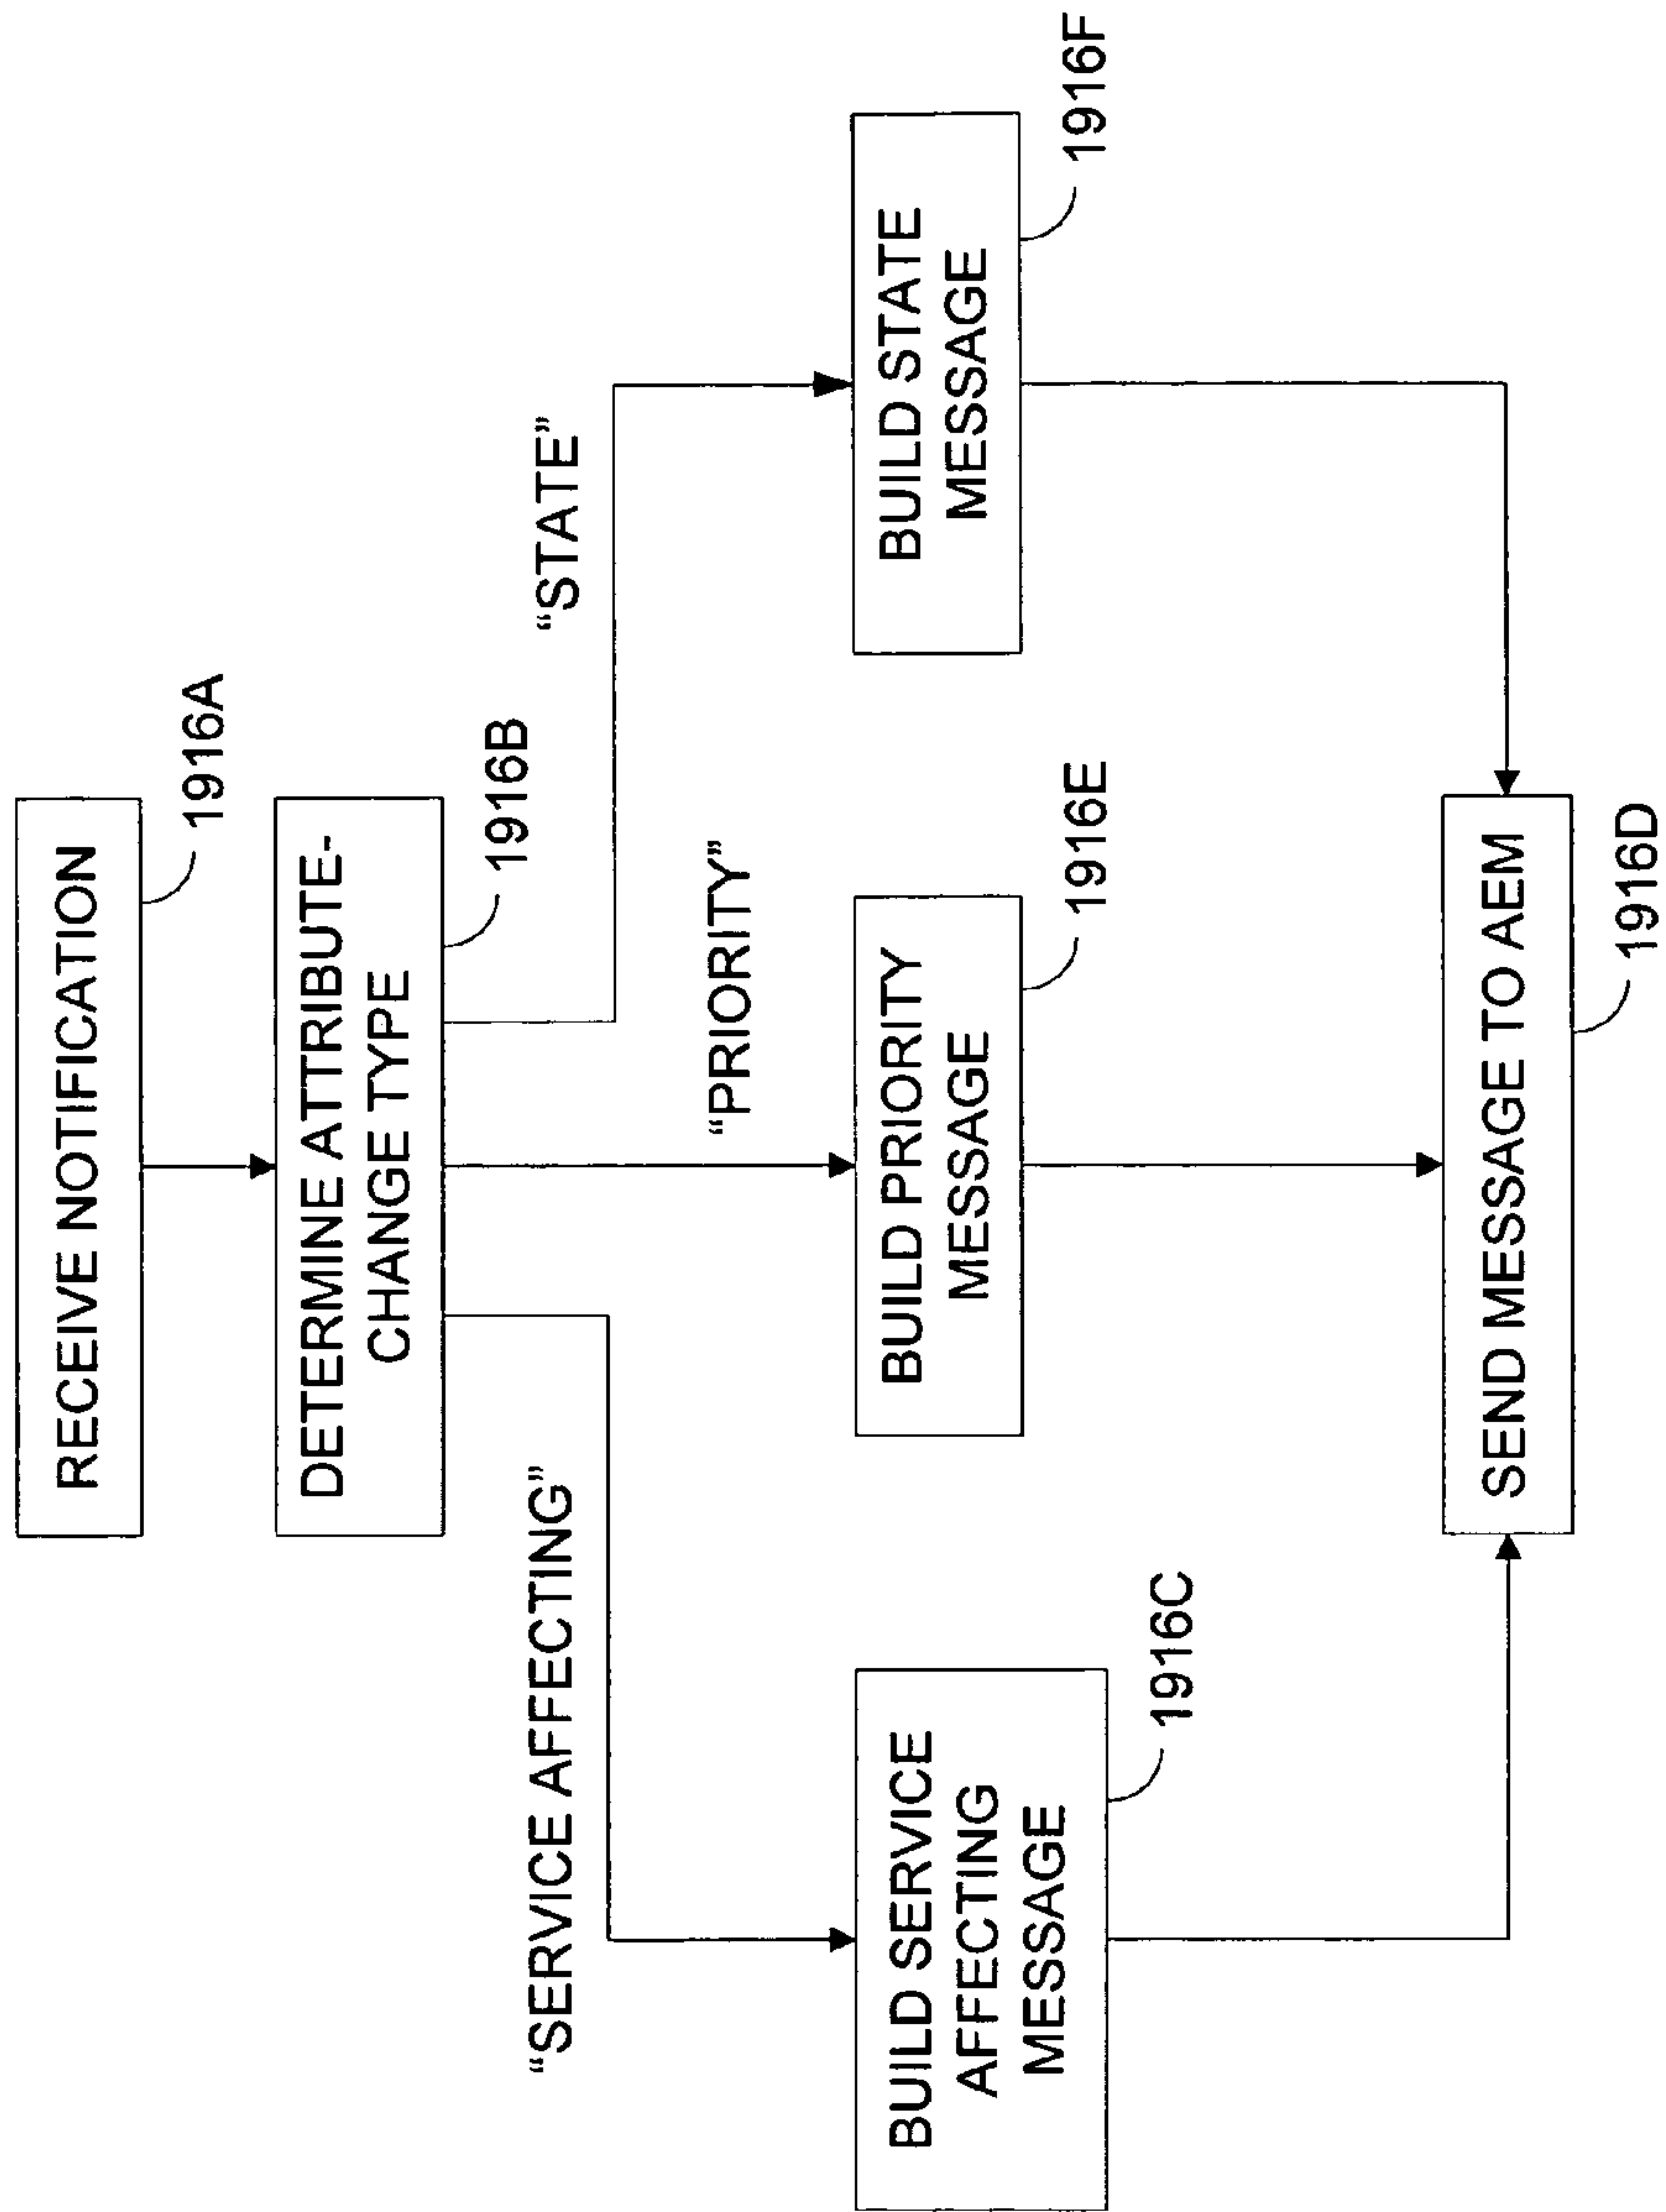 RECEIVE NOTIFICATION
1916A
DETERMINE ATTRIBUTE-
CHANGE TYPE
1916B
“SERVICE AFFECTING”
“PRIORITY”
“STATE”
BUILD SERVICE
AFFECTING
MESSAGE
1916C
BUILD PRIORITY
MESSAGE
1916E
BUILD STATE
MESSAGE
1916F
SEND MESSAGE TO AEM
1916D